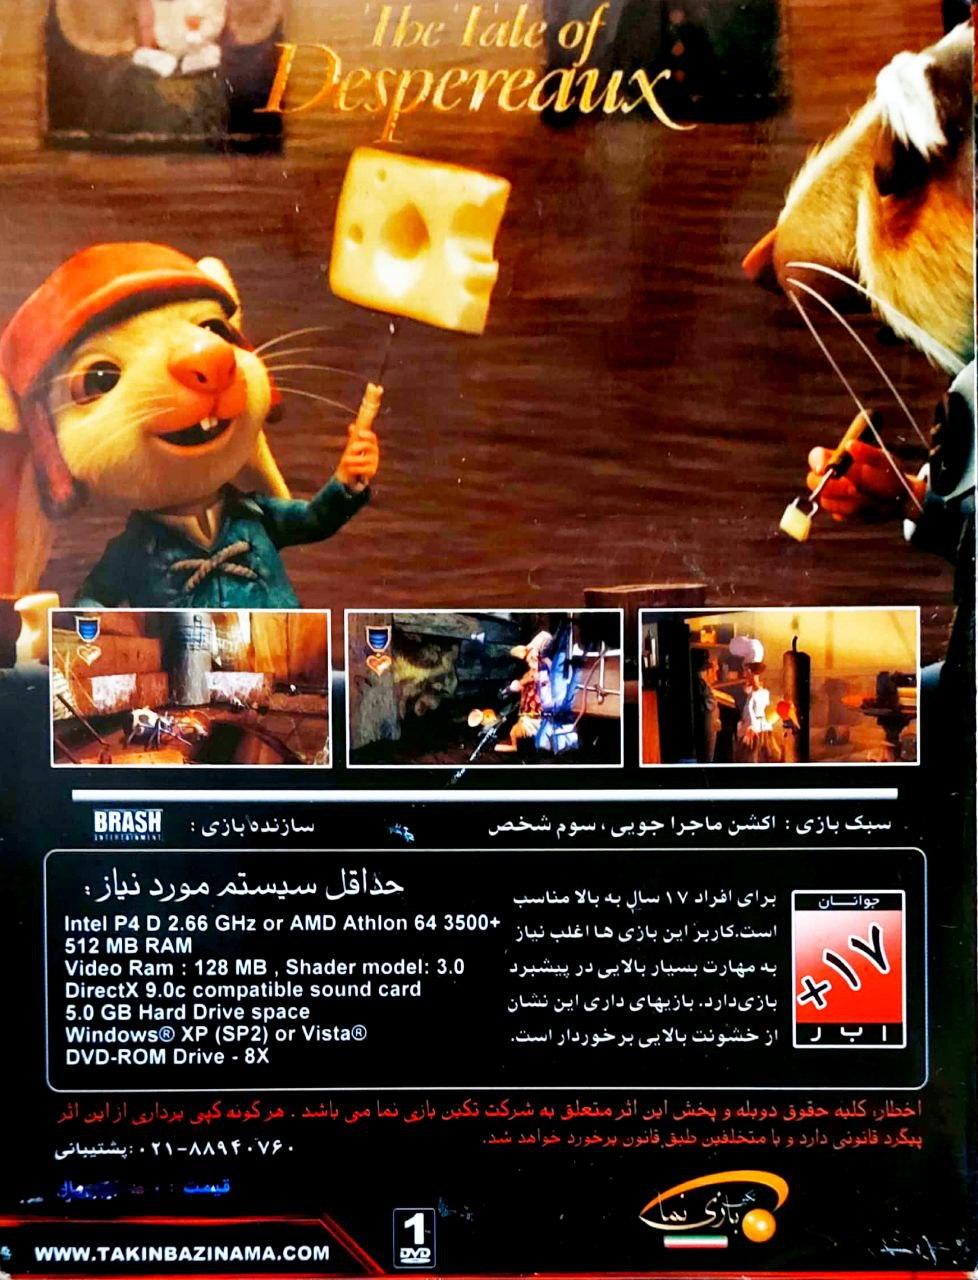 The Tale of
Despereaux
سبک بازی : اکشن ماجرا جویی ، سوم شخص
سازنده بازی :
BRASH
ENTERTAINMENT
جوانــان
+۱۷
ا ب ر
برای افراد ۱۷ سال به بالا مناسب
است.کاربر این بازی ها اغلب نیاز
به مهارت بسیار بالایی در پیشبرد
بازی‌دارد. بازیهای داری این نشان
از خشونت بالایی برخوردار است.
حداقل سیستم مورد نیاز :
Intel P4 D 2.66 GHz or AMD Athlon 64 3500+
512 MB RAM
Video Ram : 128 MB , Shader model: 3.0
DirectX 9.0c compatible sound card
5.0 GB Hard Drive space
Windows® XP (SP2) or Vista®
DVD-ROM Drive - 8X
اخطار، کلیه حقوق دوبله و پخش این اثر متعلق به شرکت تکین بازی نما می باشد . هر گونه کپی برداری از این اثر
پیگرد قانونی دارد و با متخلفین طبق قانون برخورد خواهد شد.
پشتیبانی: ۰۲۱-۸۸۹۴۰۷۶۰
قیمت :
تکین
بازی نما
1
DVD
WWW.TAKINBAZINAMA.COM